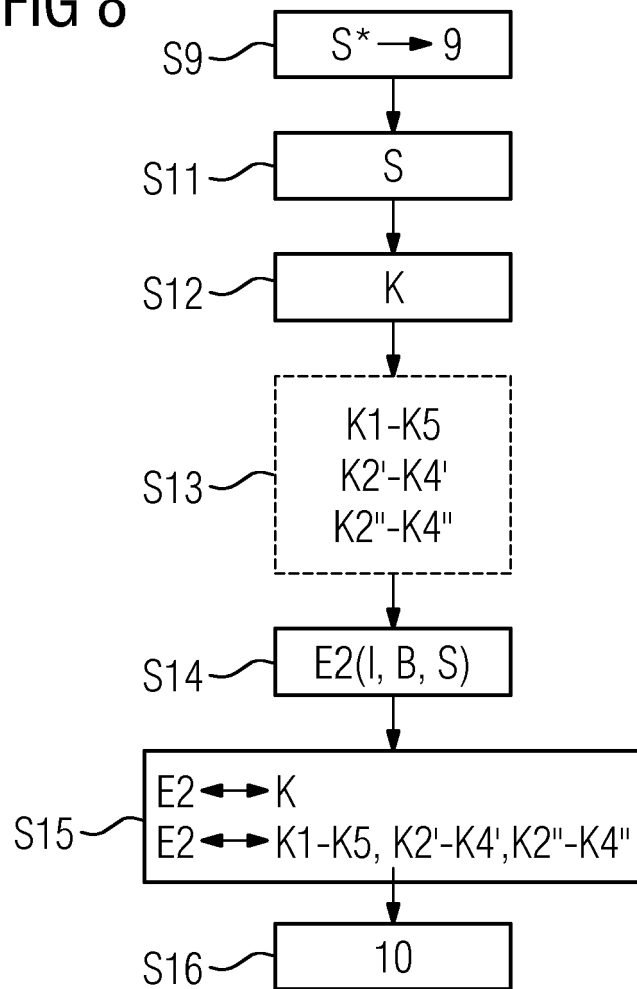 FIG 8
S9 S* → 9
S11 S
S12 K
S13
K1-K5
K2'-K4'
K2"-K4"
S14 E2(I, B, S)
S15
E2 ↔ K
E2 ↔ K1-K5, K2'-K4',K2"-K4"
S16 10